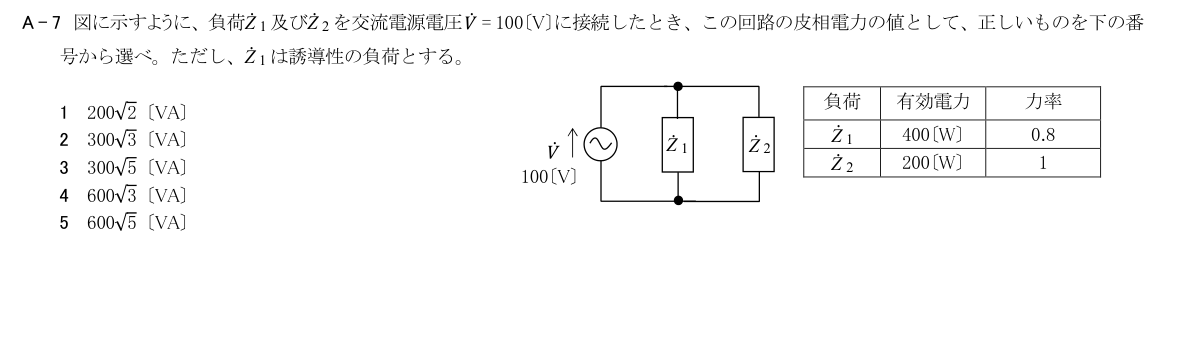 A－7 図に示すように、負荷Ż1及びŻ2を交流電源電圧V̇＝100〔V〕に接続したとき、この回路の皮相電力の値として、正しいものを下の番
号から選べ。ただし、Ż1は誘導性の負荷とする。
1 200√2〔VA〕
2 300√3〔VA〕
3 300√5〔VA〕
4 600√3〔VA〕
5 600√5〔VA〕
V̇
100〔V〕
Ż1
Ż2
負荷 有効電力 力率
Ż1 400〔W〕 0.8
Ż2 200〔W〕 1